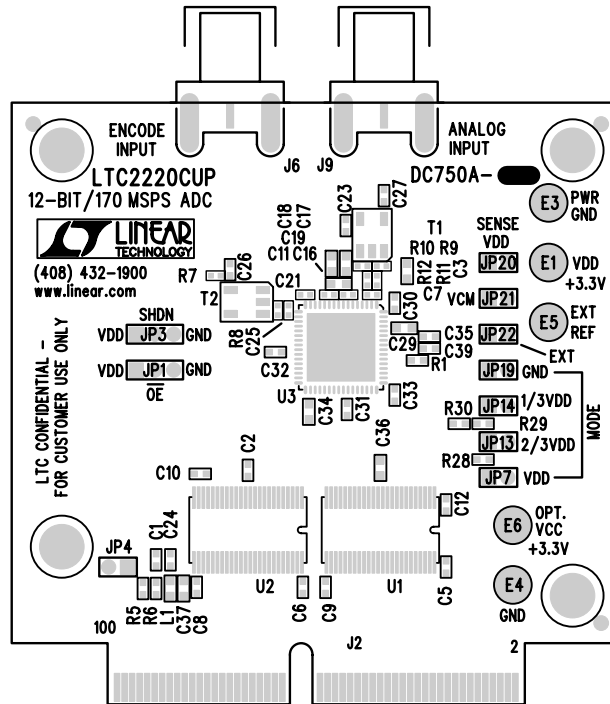 ENCODE
INPUT
J6
J9
ANALOG
INPUT
LTC2220CUP
12-BIT/170 MSPS ADC
DC750A-
LINEAR
TECHNOLOGY
(408) 432-1900
www.linear.com
E3
PWR
GND
E1
VDD
+3.3V
E5
EXT
REF
SENSE
VDD
JP20
VCM
JP21
JP22
EXT
JP19
GND
JP14
1/3VDD
JP13
2/3VDD
JP7
VDD
MODE
C27
C23
C18
C17
C19
C11
C16
C21
T1
R10
R9
R12
R11
C3
C7
C26
R7
T2
R8
C25
C32
C30
C29
C35
C39
R1
C33
C31
C34
U3
SHDN
VDD
JP3
GND
VDD
JP1
GND
OE
LTC CONFIDENTIAL -
FOR CUSTOMER USE ONLY
R30
R29
R28
C36
C2
C10
C12
C5
C1
C24
JP4
R5
R6
L1
C37
C8
U2
C6
C9
U1
E6
OPT.
VCC
+3.3V
E4
GND
100
J2
2